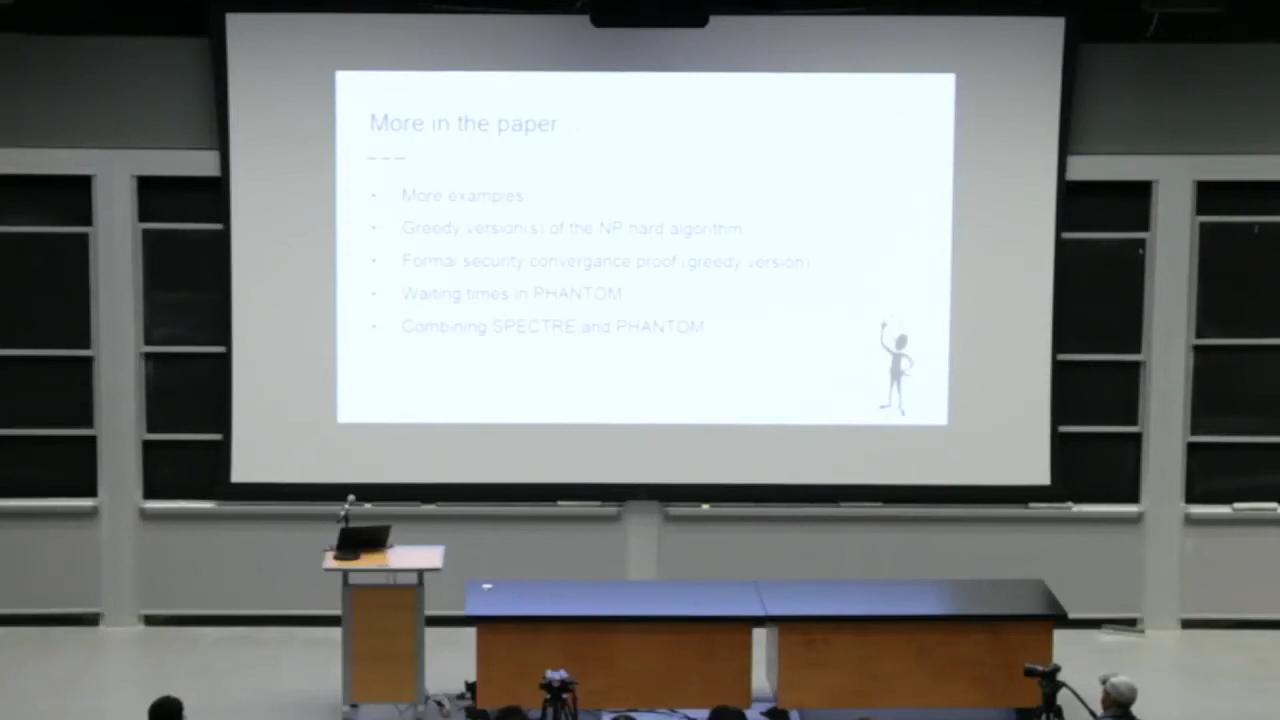 More in the paper...
• More examples
• Greedy version(s) of the NP hard algorithm
• Formal security convergance proof (greedy version)
• Waiting times in PHANTOM
• Combining SPECTRE and PHANTOM